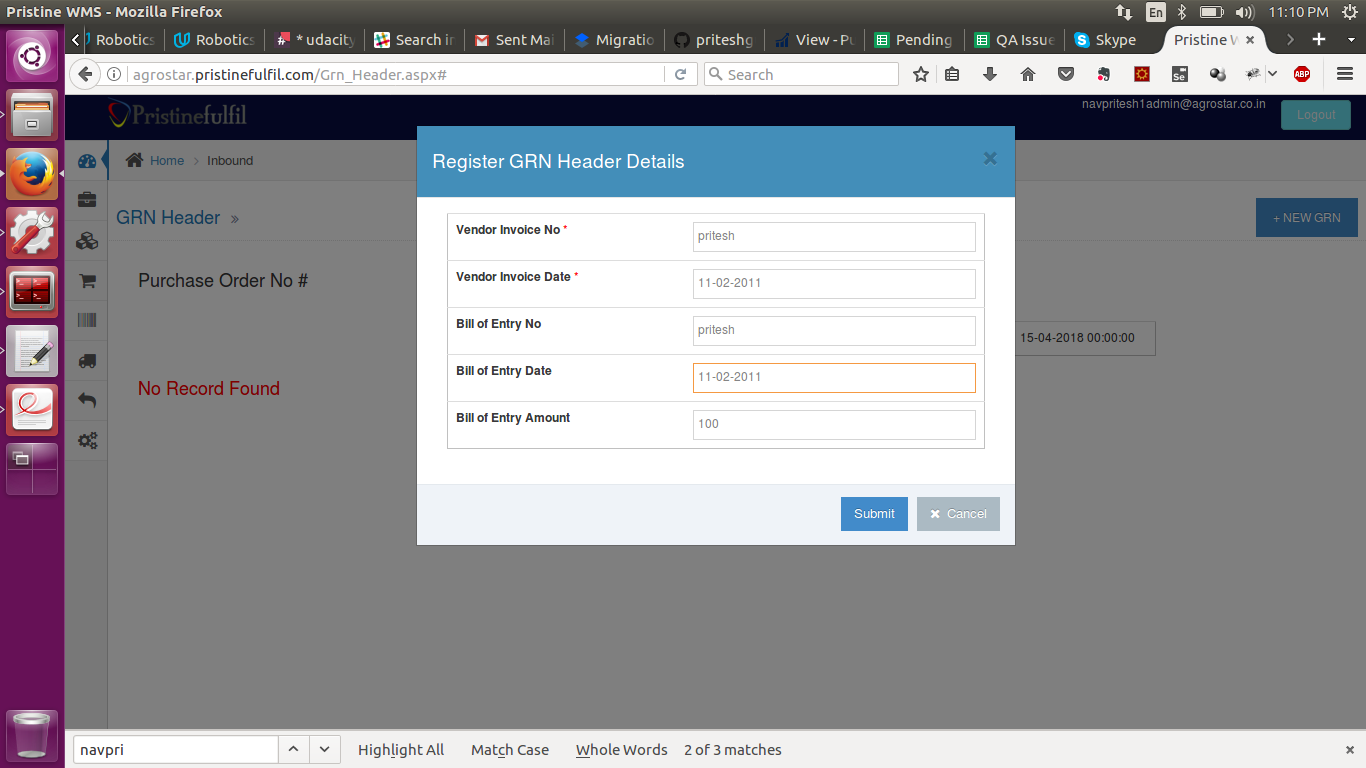 Pristine WMS - Mozilla Firefox
En
11:10 PM
Robotics
Robotics
* udacity
Search in
Sent Mai
Migratio
priteshg
View - Pu
Pending
QA Issue
Skype
Pristine W
agrostar.pristinefulfil.com/Grn_Header.aspx#
Search
Se
ABP
Pristinefulfil
navpritesh1admin@agrostar.co.in
Logout
Home
Inbound
GRN Header »
+ NEW GRN
Purchase Order No #
15-04-2018 00:00:00
No Record Found
Register GRN Header Details
Vendor Invoice No *
pritesh
Vendor Invoice Date *
11-02-2011
Bill of Entry No
pritesh
Bill of Entry Date
11-02-2011
Bill of Entry Amount
100
Submit
Cancel
navpri
Highlight All
Match Case
Whole Words
2 of 3 matches